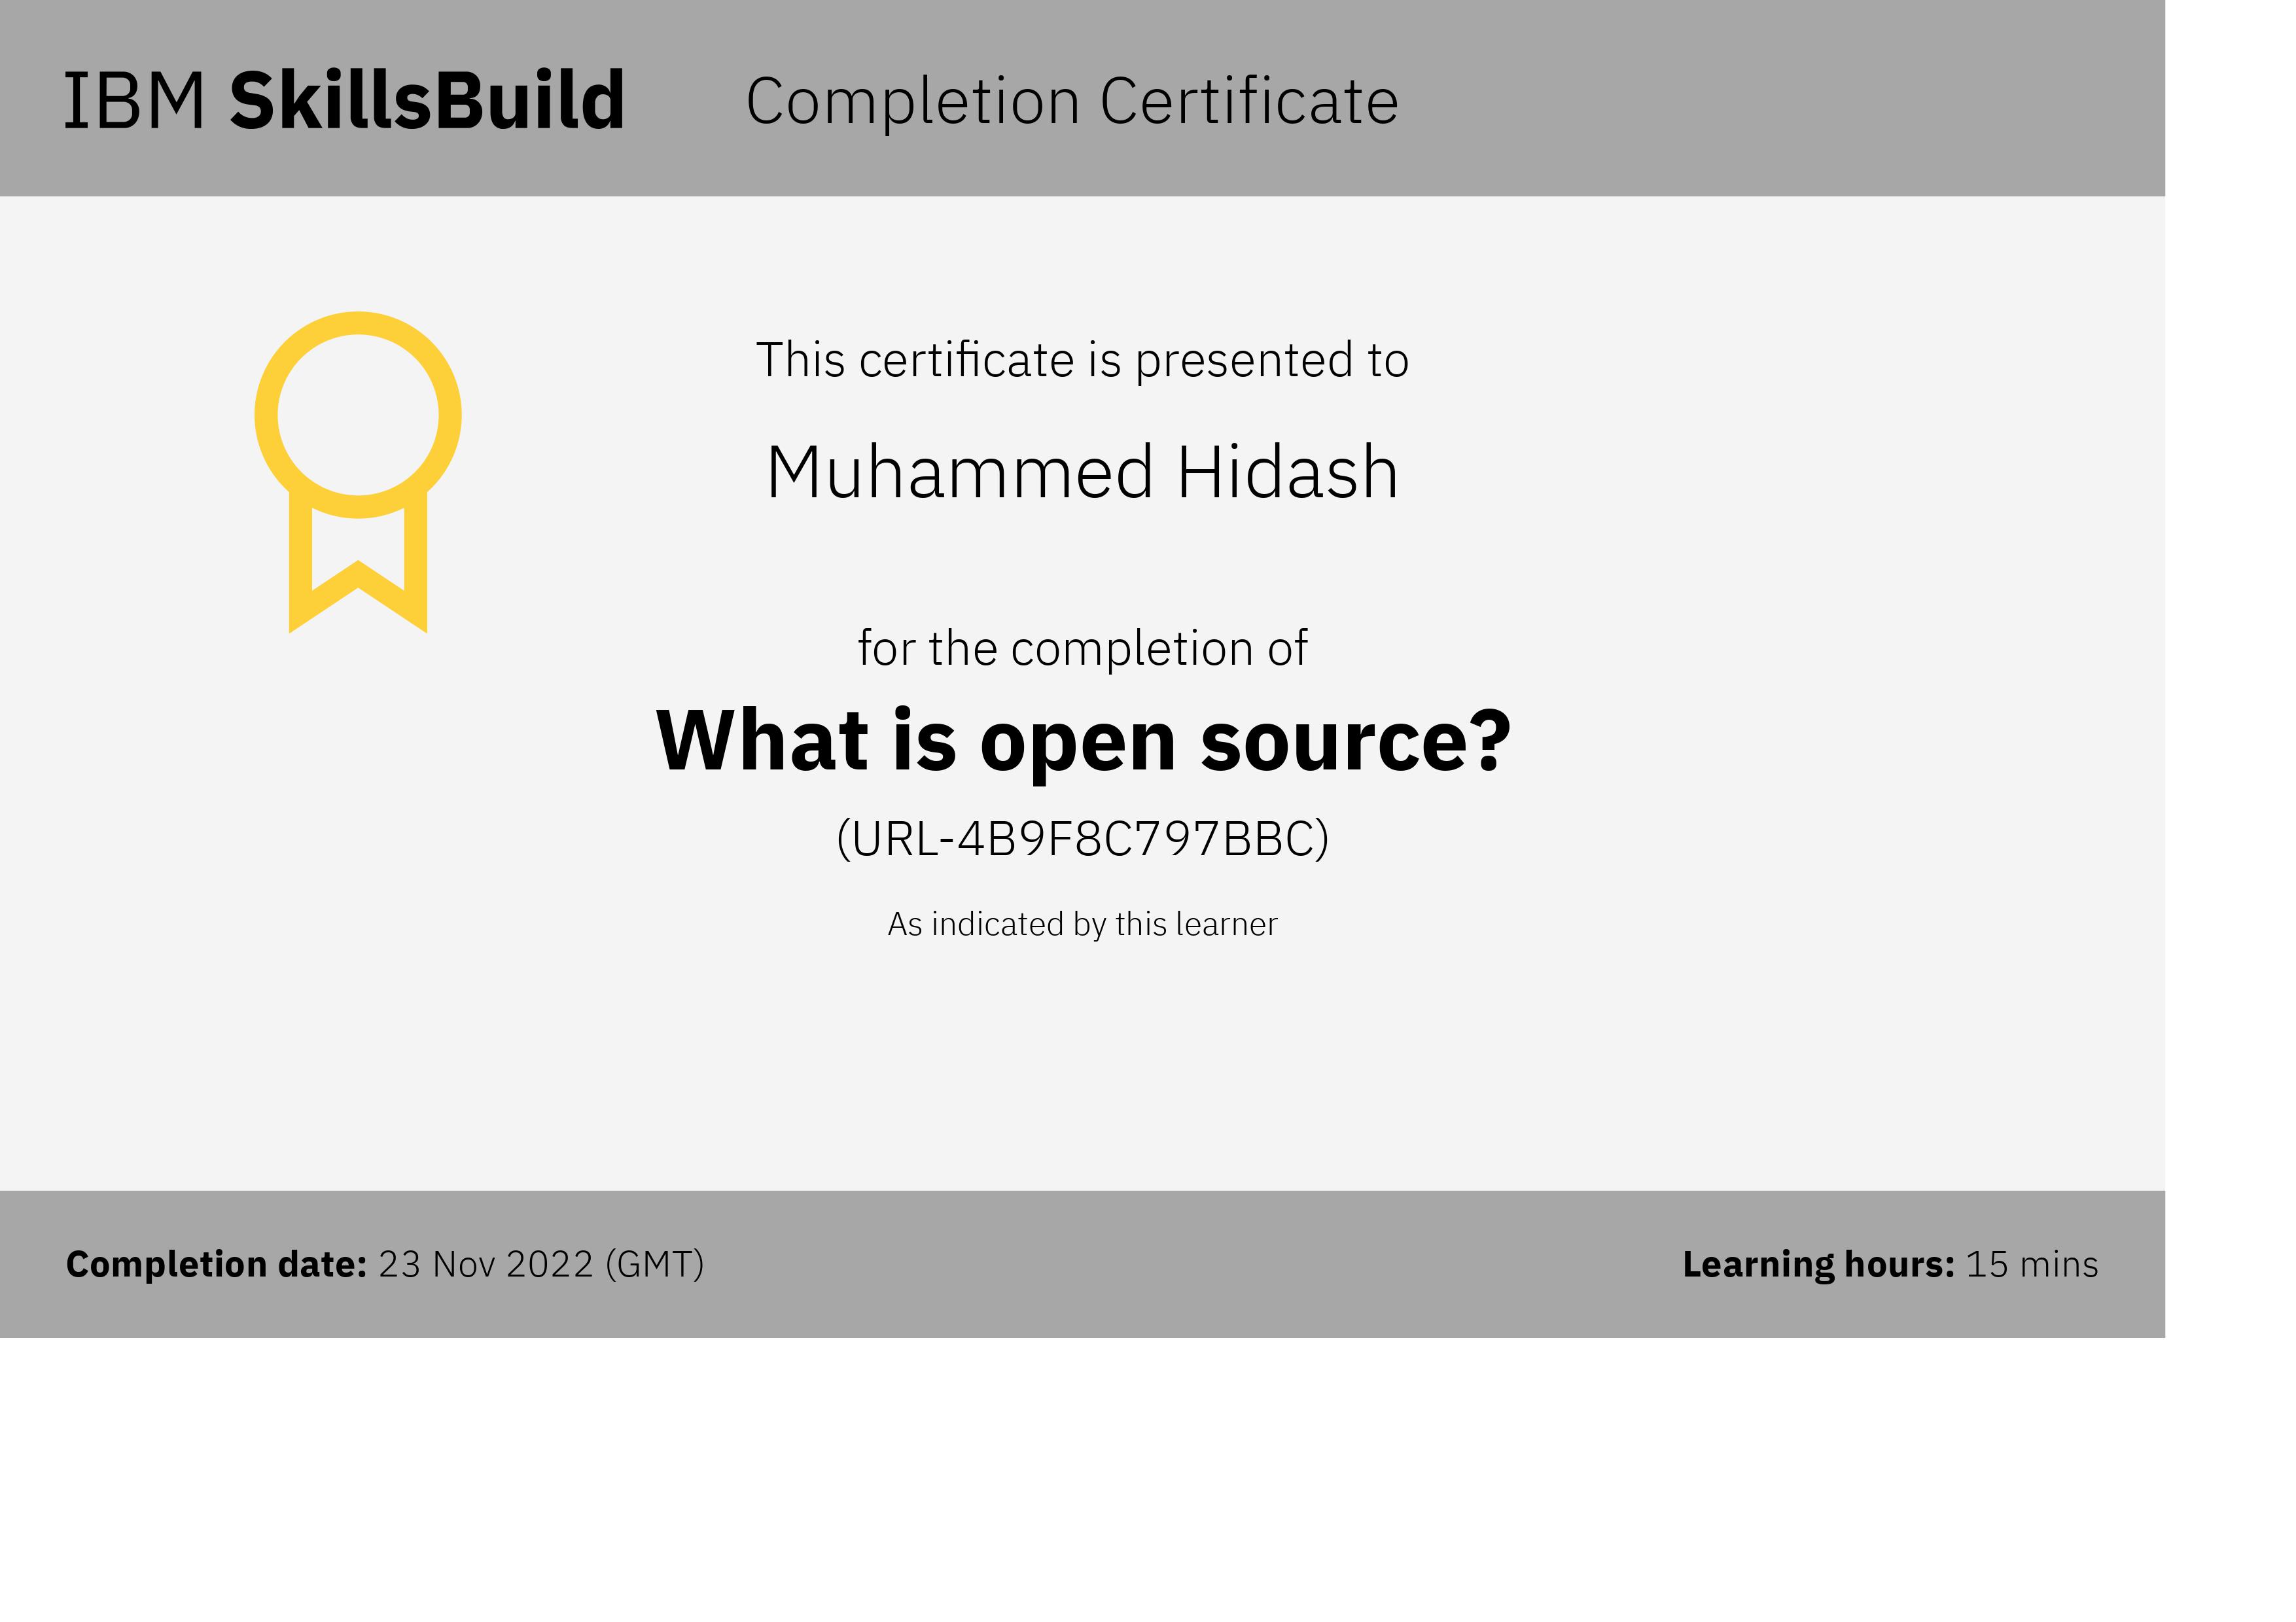 IBM SkillsBuild Completion Certificate
This certificate is presented to
Muhammed Hidash
for the completion of
What is open source?
(URL-4B9F8C797BBC)
As indicated by this learner
Completion date: 23 Nov 2022 (GMT) Learning hours: 15 mins